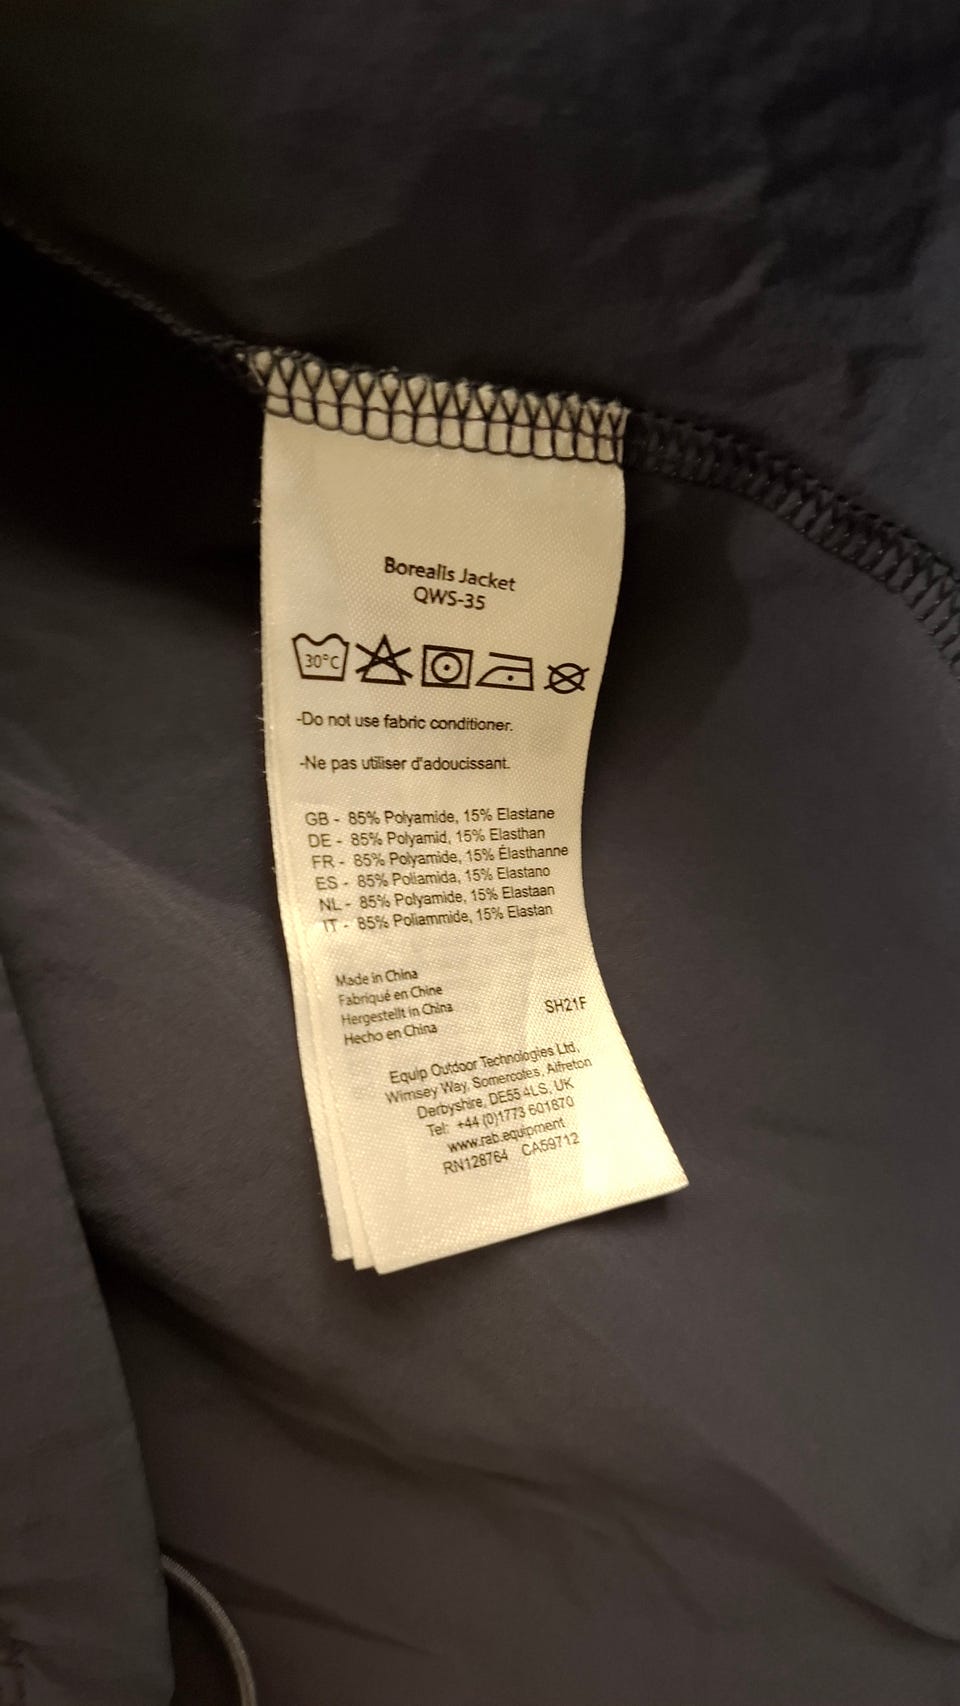 Borealis Jacket
QWS-35
30°C
-Do not use fabric conditioner.
-Ne pas utiliser d'adoucissant.
GB - 85% Polyamide, 15% Elastane
DE - 85% Polyamid, 15% Elasthan
FR - 85% Polyamide, 15% Élasthanne
ES - 85% Poliamida, 15% Elastano
NL - 85% Polyamide, 15% Elastaan
IT - 85% Poliammide, 15% Elastan
Made in China
Fabriqué en Chine
Hergestellt in China
Hecho en China
SH21F
Equip Outdoor Technologies Ltd,
Wimsey Way, Somercotes, Alfreton
Derbyshire, DE55 4LS, UK
Tel: +44 (0)1773 601870
www.rab.equipment
RN128764 CA59712